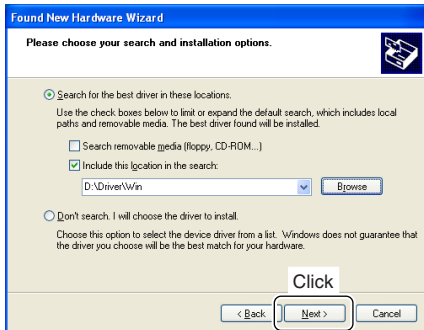 Found New Hardware Wizard
Please choose your search and installation options.
Search for the best driver in these locations.
Use the check boxes below to limit or expand the default search, which includes local
paths and removable media. The best driver found will be installed.
Search removable media (floppy, CD-ROM...)
Include this location in the search:
D:\Driver\Win
Browse
Don't search. I will choose the driver to install.
Choose this option to select the device driver from a list. Windows does not guarantee that
the driver you choose will be the best match for your hardware.
Click
< Back
Next >
Cancel